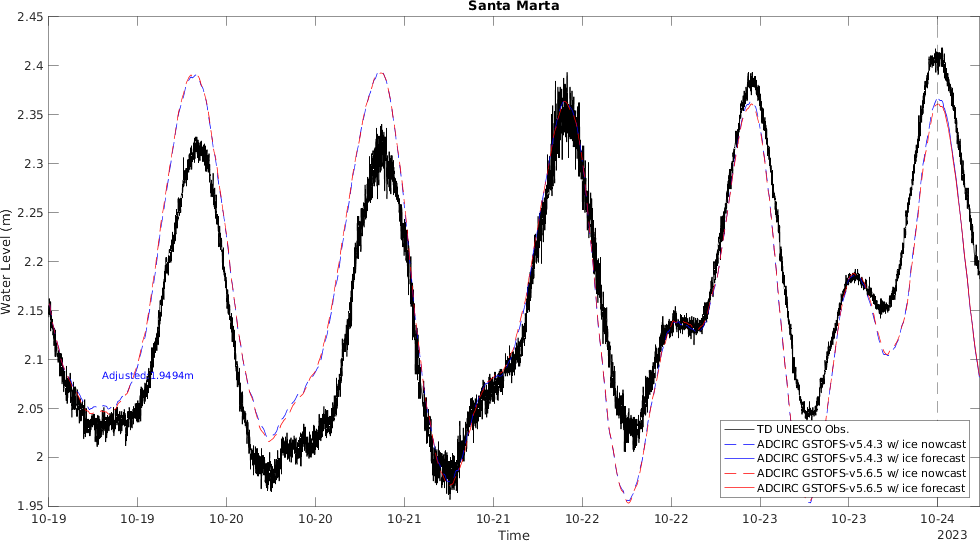 Santa Marta
2.45
2.4
2.35
2.3
2.25
2.2
2.15
2.1
2.05
2
1.95
Water Level (m)
Adjusted:1.9494m
TD UNESCO Obs.
ADCIRC GSTOFS-v5.4.3 w/ ice nowcast
ADCIRC GSTOFS-v5.4.3 w/ ice forecast
ADCIRC GSTOFS-v5.6.5 w/ ice nowcast
ADCIRC GSTOFS-v5.6.5 w/ ice forecast
10-19 10-19 10-20 10-20 10-21 10-21 10-22 10-22 10-23 10-23 10-24
Time
2023